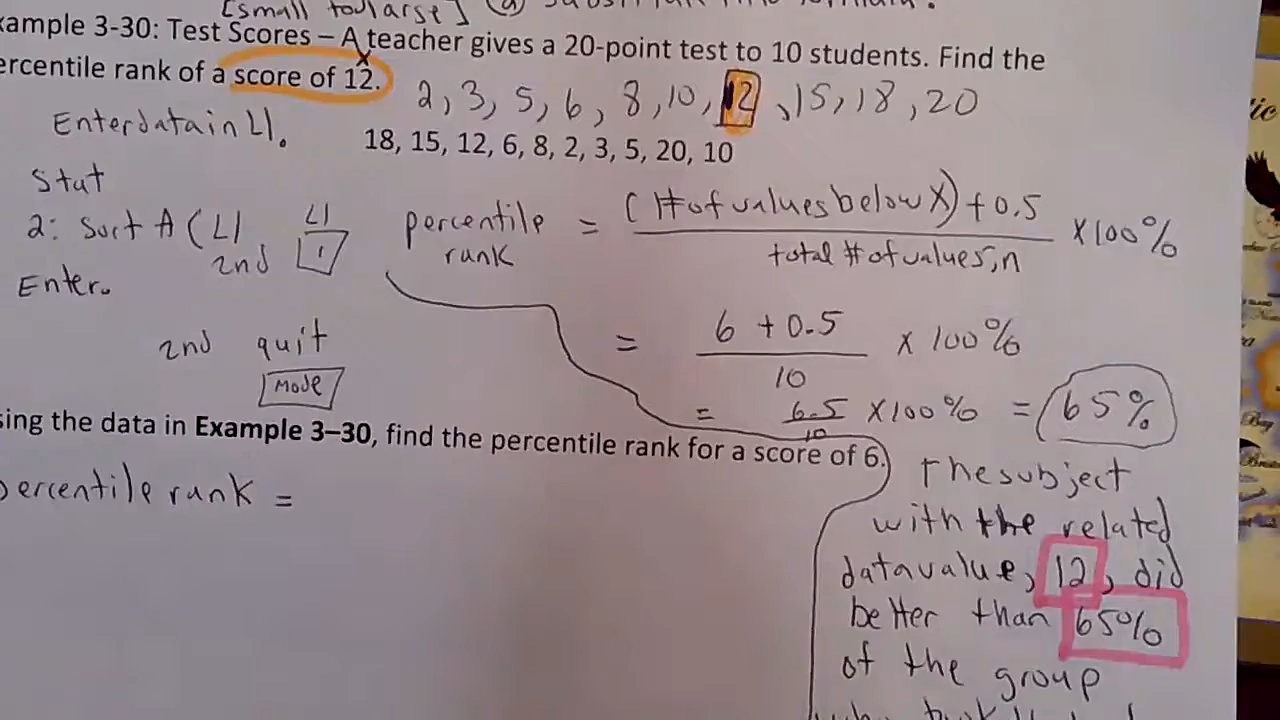 [small to large] (a)
xample 3-30: Test Scores – A teacher gives a 20-point test to 10 students. Find the
ercentile rank of a score of 12.
x
2, 3, 5, 6, 8, 10, 12, 15, 18, 20
Enter data in L1.
18, 15, 12, 6, 8, 2, 3, 5, 20, 10
Stat
2: Sort A (L1
2nd
L1
1
Enter.
2nd quit
MODE
percentile rank = (# of values below X) + 0.5
total # of values, n
x 100%
= 6 + 0.5
10
x 100%
= 6.5
10
x 100% = 65%
sing the data in Example 3–30, find the percentile rank for a score of 6.
percentile rank =
The subject
with the related
data value, 12, did
better than 65%
of the group